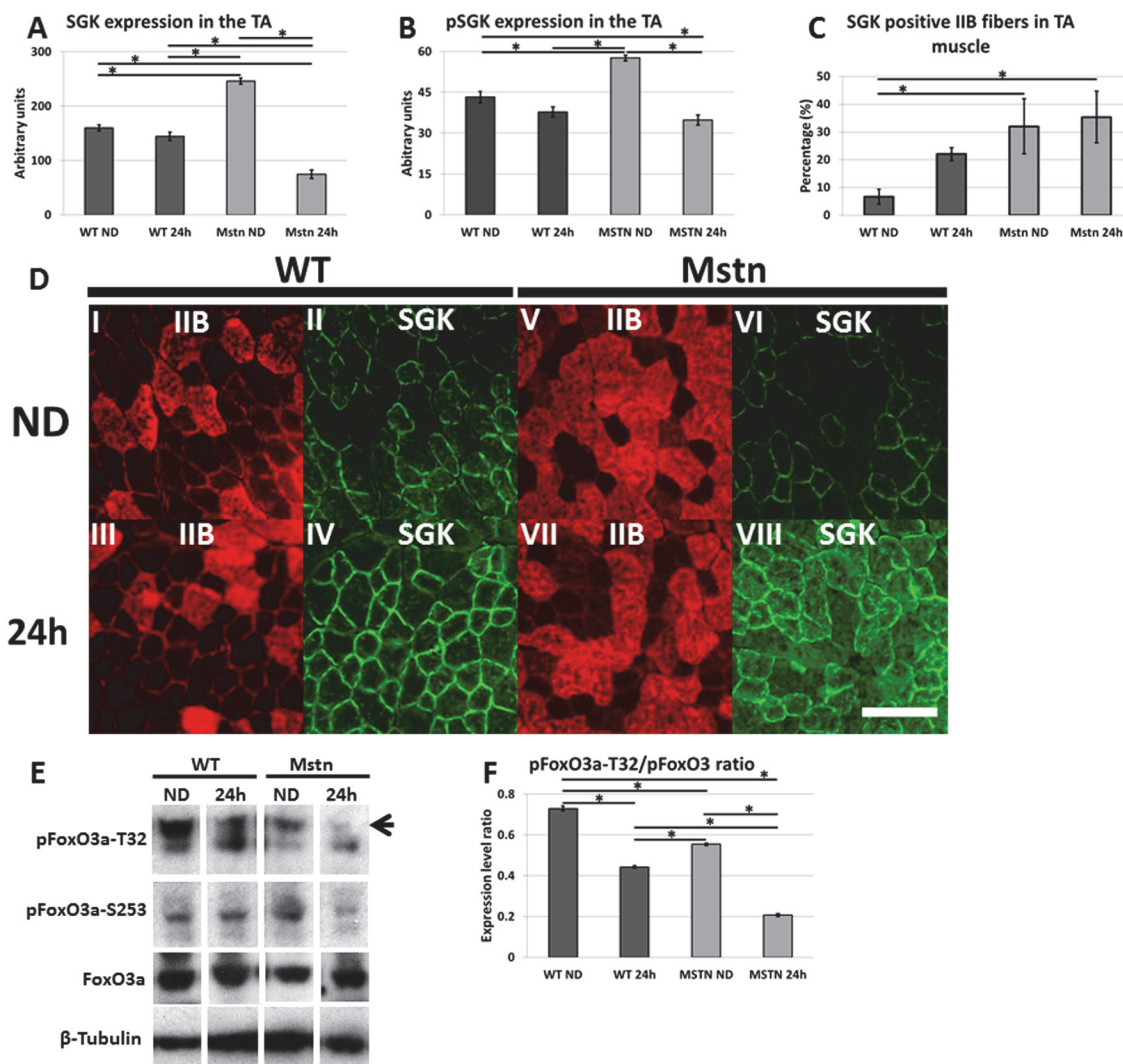 A
SGK expression in the TA
* * * * *
Arbitrary units
300
200
100
0
WT ND WT 24h Mstn ND Mstn 24h
B
pSGK expression in the TA
* * * *
Abitrary units
60
45
30
15
0
WT ND WT 24h MSTN ND MSTN 24h
C
SGK positive IIB fibers in TA
muscle
* *
Percentage (%)
50
40
30
20
10
0
WT ND WT 24h Mstn ND Mstn 24h
D
WT Mstn
ND
I IIB II SGK V IIB VI SGK
24h
III IIB IV SGK VII IIB VIII SGK
E
WT Mstn
ND 24h ND 24h
pFoxO3a-T32
pFoxO3a-S253
FoxO3a
β-Tubulin
F
pFoxO3a-T32/pFoxO3 ratio
* * * * * *
Expression level ratio
0.8
0.6
0.4
0.2
0
WT ND WT 24h MSTN ND MSTN 24h